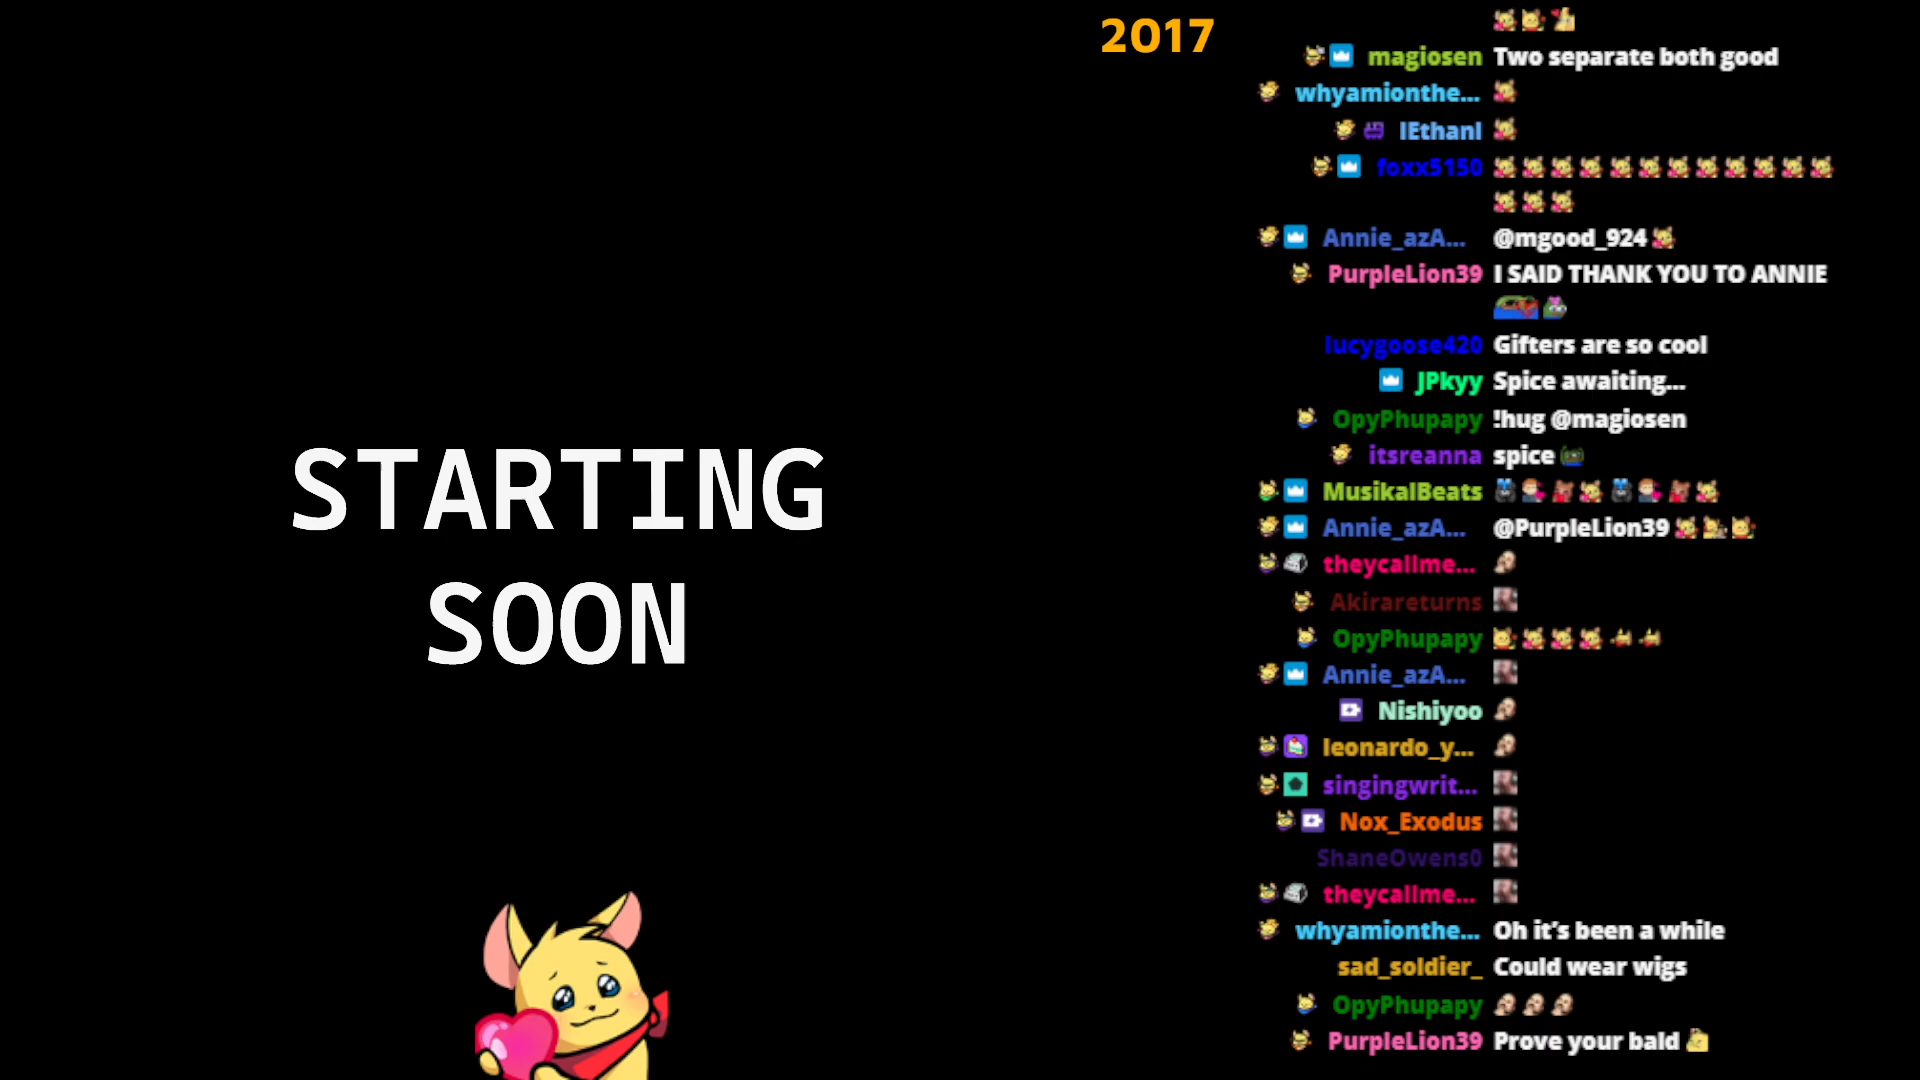 2017
STARTING
SOON
magiosen Two separate both good
whyamionthe...
IEthanI
foxx5150
Annie_azA... @mgood_924
PurpleLion39 I SAID THANK YOU TO ANNIE
lucygoose420 Gifters are so cool
JPkyy Spice awaiting...
OpyPhupapy !hug @magiosen
itsreanna spice
MusikalBeats
Annie_azA... @PurpleLion39
theycallme...
Akirareturns
OpyPhupapy
Annie_azA...
Nishiyoo
leonardo_y...
singingwrit...
Nox_Exodus
ShaneOwens0
theycallme...
whyamionthe... Oh it's been a while
sad_soldier_ Could wear wigs
OpyPhupapy
PurpleLion39 Prove your bald